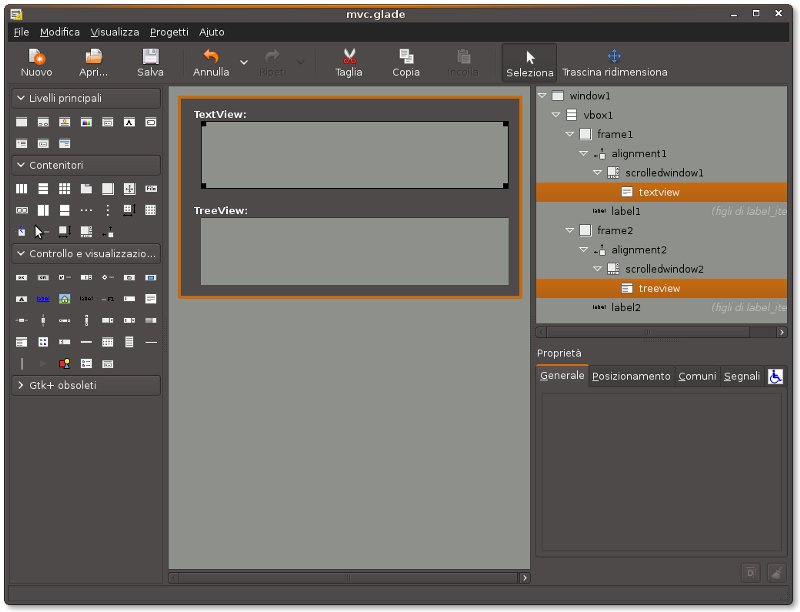 mvc.glade
File Modifica Visualizza Progetti Aiuto
Nuovo Apri... Salva Annulla Ripeti Taglia Copia Incolla Seleziona Trascina ridimensiona
Livelli principali
Contenitori
Controllo e visualizzazio...
Gtk+ obsoleti
TextView:
TreeView:
window1
vbox1
frame1
alignment1
scrolledwindow1
textview
label label1 (figli di label_ite
frame2
alignment2
scrolledwindow2
treeview
label label2 (figli di label_ite
Proprietà
Generale Posizionamento Comuni Segnali